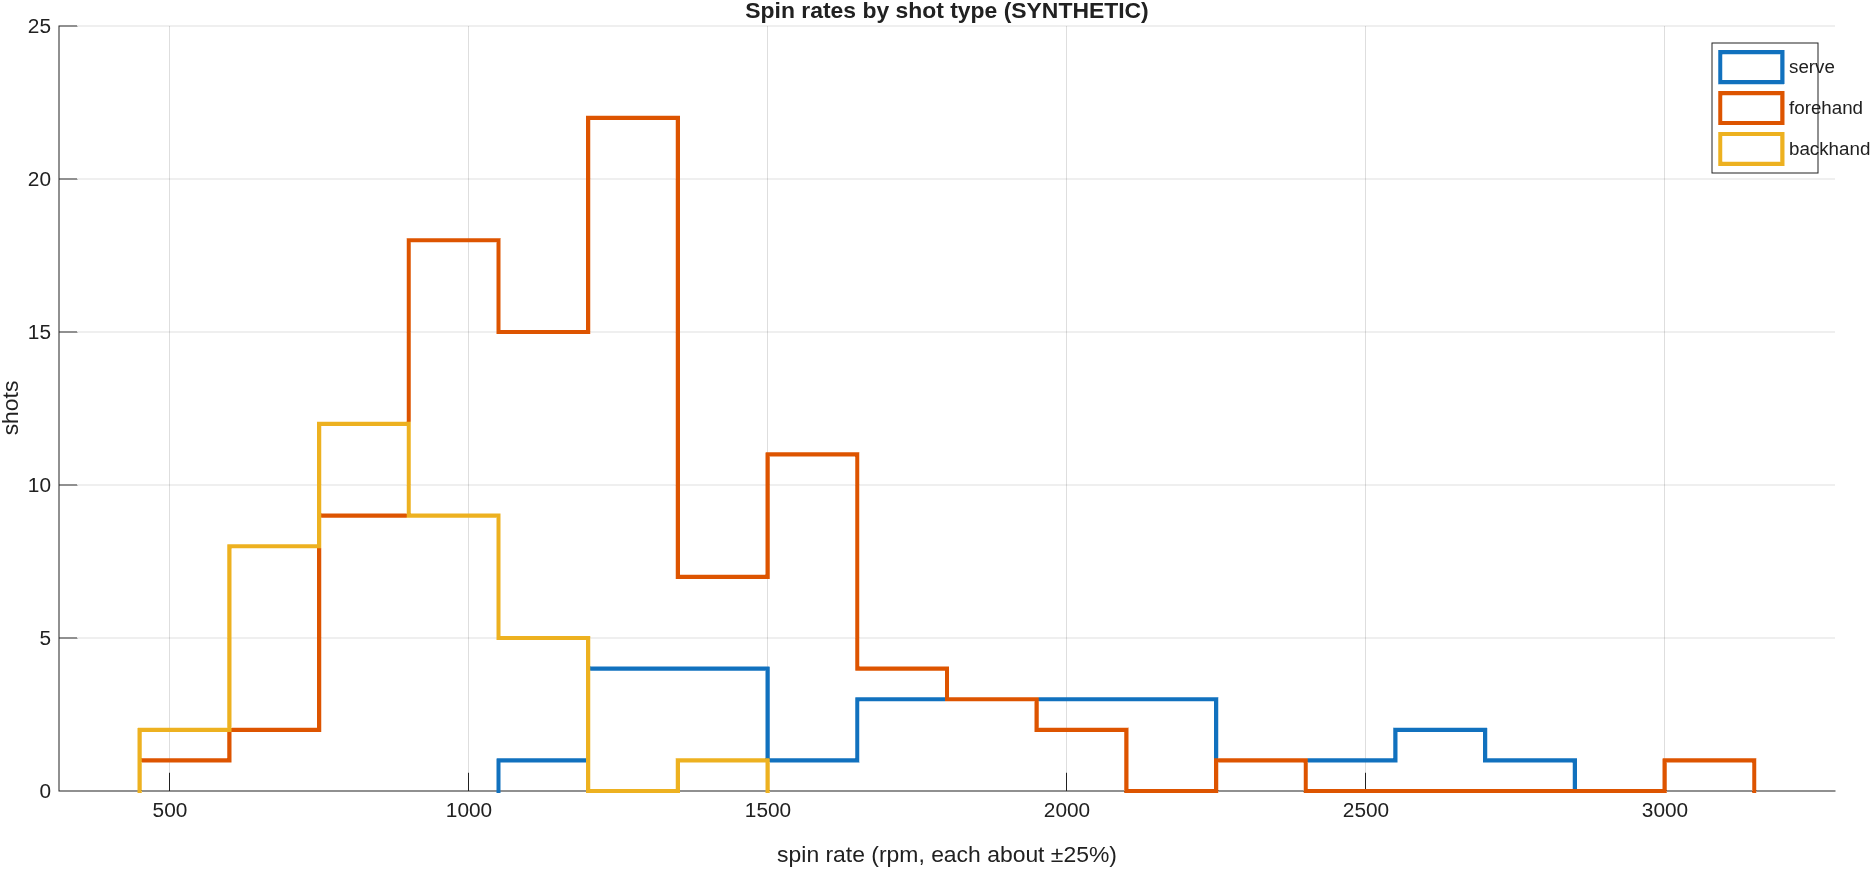 Spin rates by shot type (SYNTHETIC)
serve
forehand
backhand
shots
25
20
15
10
5
0
500 1000 1500 2000 2500 3000
spin rate (rpm, each about ±25%)